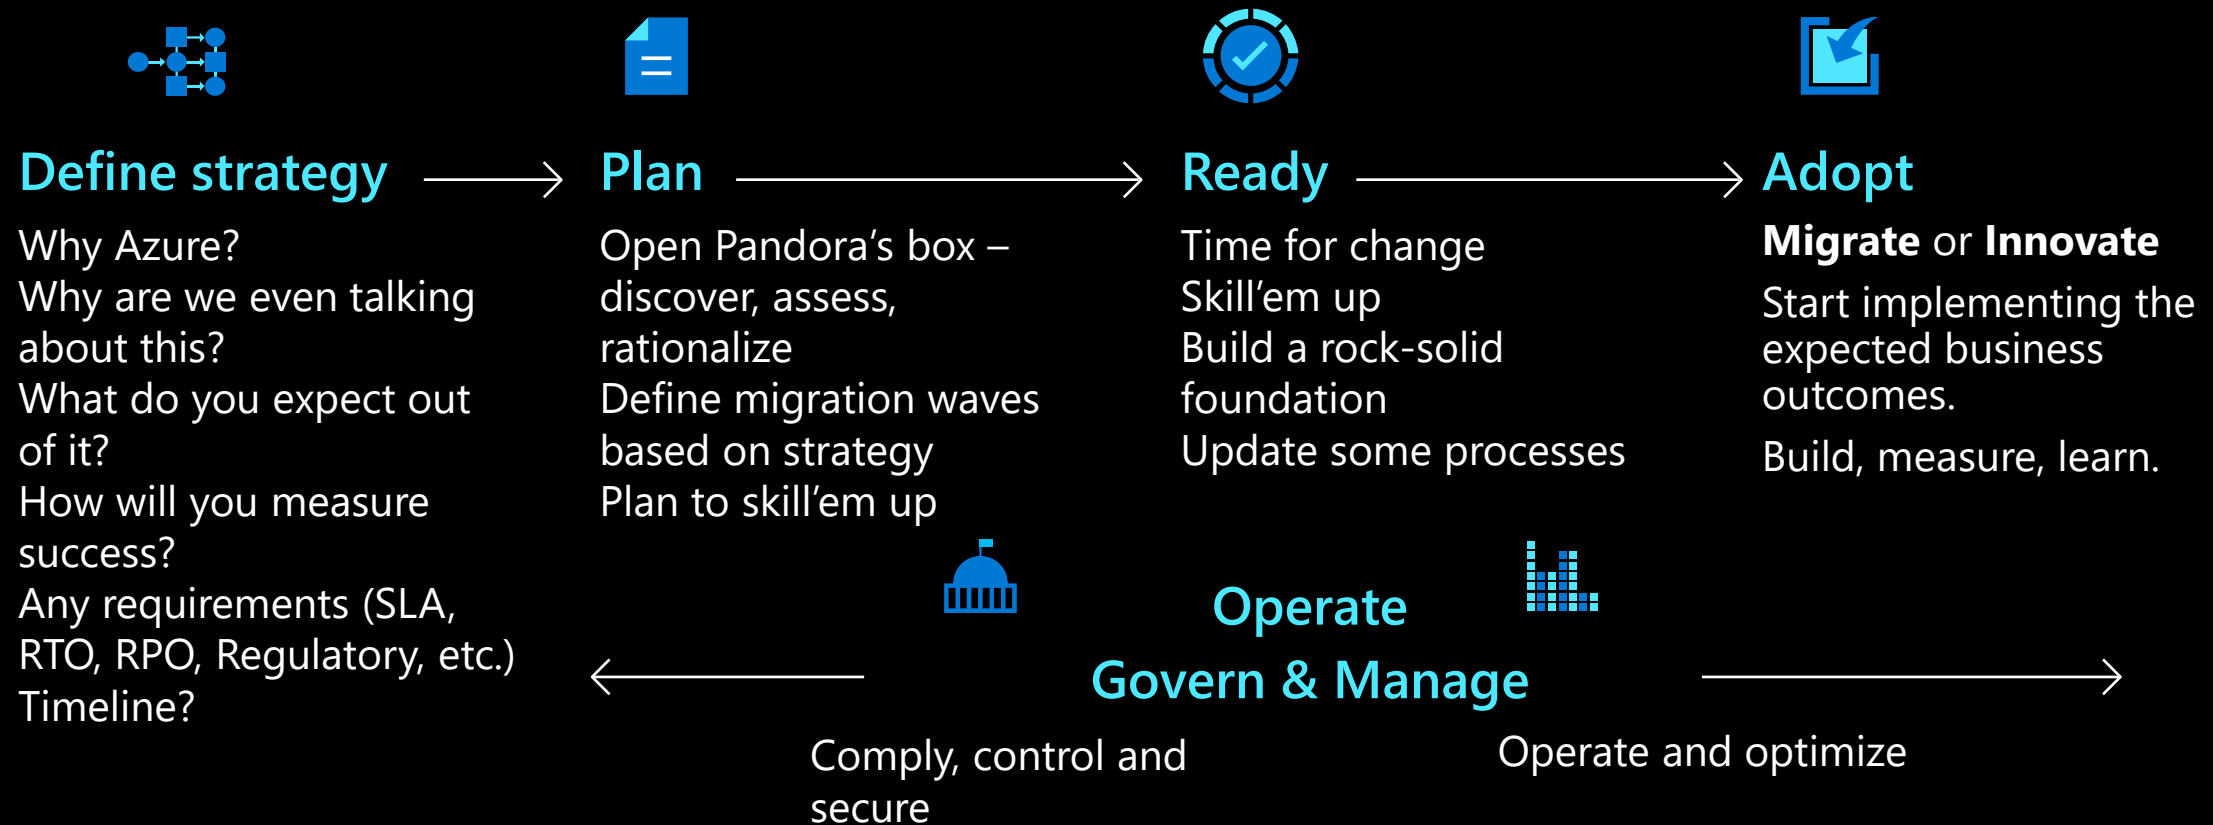 Define strategy
Why Azure?
Why are we even talking
about this?
What do you expect out
of it?
How will you measure
success?
Any requirements (SLA,
RTO, RPO, Regulatory, etc.)
Timeline?
Plan
Open Pandora’s box –
discover, assess,
rationalize
Define migration waves
based on strategy
Plan to skill’em up
Ready
Time for change
Skill’em up
Build a rock-solid
foundation
Update some processes
Adopt
Migrate or Innovate
Start implementing the
expected business
outcomes.
Build, measure, learn.
Operate
Govern & Manage
Comply, control and
secure
Operate and optimize